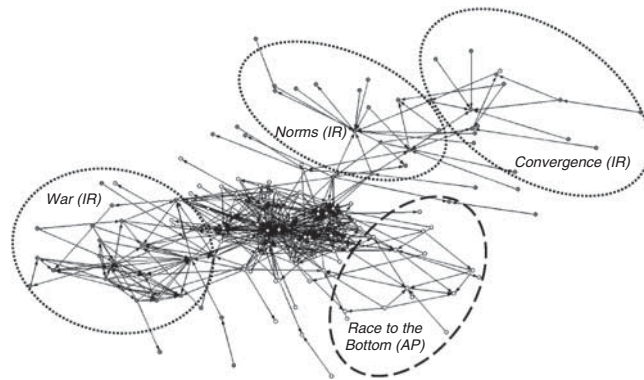 Norms (IR)
Convergence (IR)
War (IR)
Race to the
Bottom (AP)